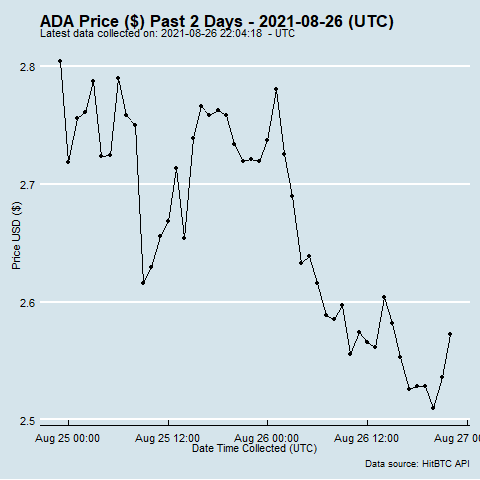 ADA Price ($) Past 2 Days - 2021-08-26 (UTC)
Latest data collected on: 2021-08-26 22:04:18 - UTC
2.8
2.7
2.6
2.5
Price USD ($)
Aug 25 00:00 Aug 25 12:00 Aug 26 00:00 Aug 26 12:00 Aug 27 00
Date Time Collected (UTC)
Data source: HitBTC API